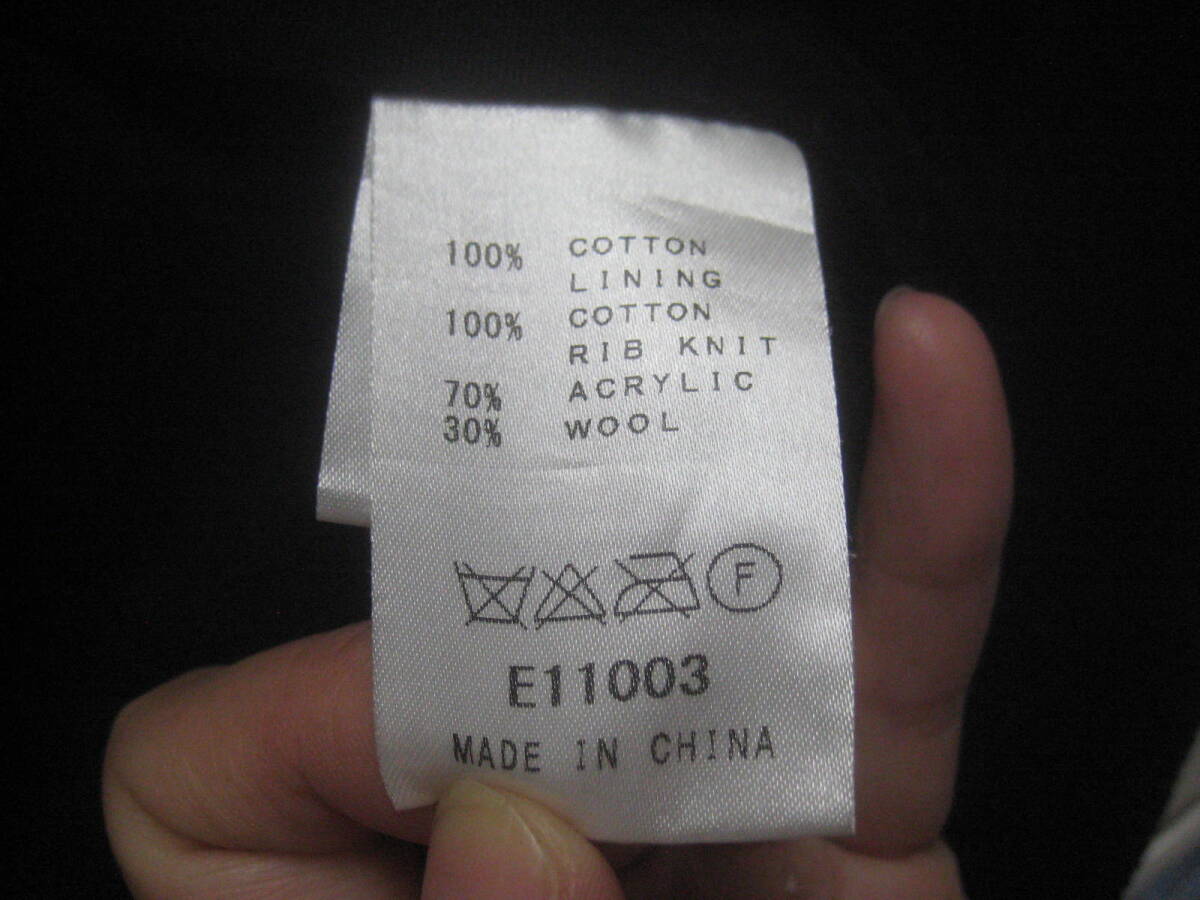 100% COTTON
LINING
100% COTTON
RIB KNIT
70% ACRYLIC
30% WOOL
F
E11003
MADE IN CHINA